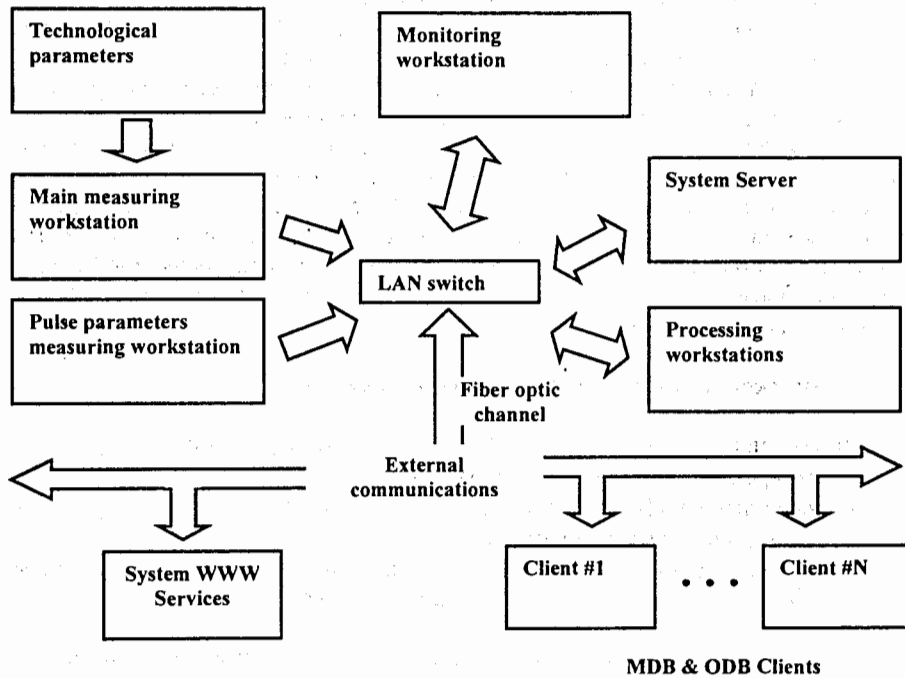 Technological
parameters
Monitoring
workstation
Main measuring
workstation
System Server
LAN switch
Pulse parameters
measuring workstation
Processing
workstations
Fiber optic
channel
External
communications
System WWW
Services
Client #1
• • •
Client #N
MDB & ODB Clients